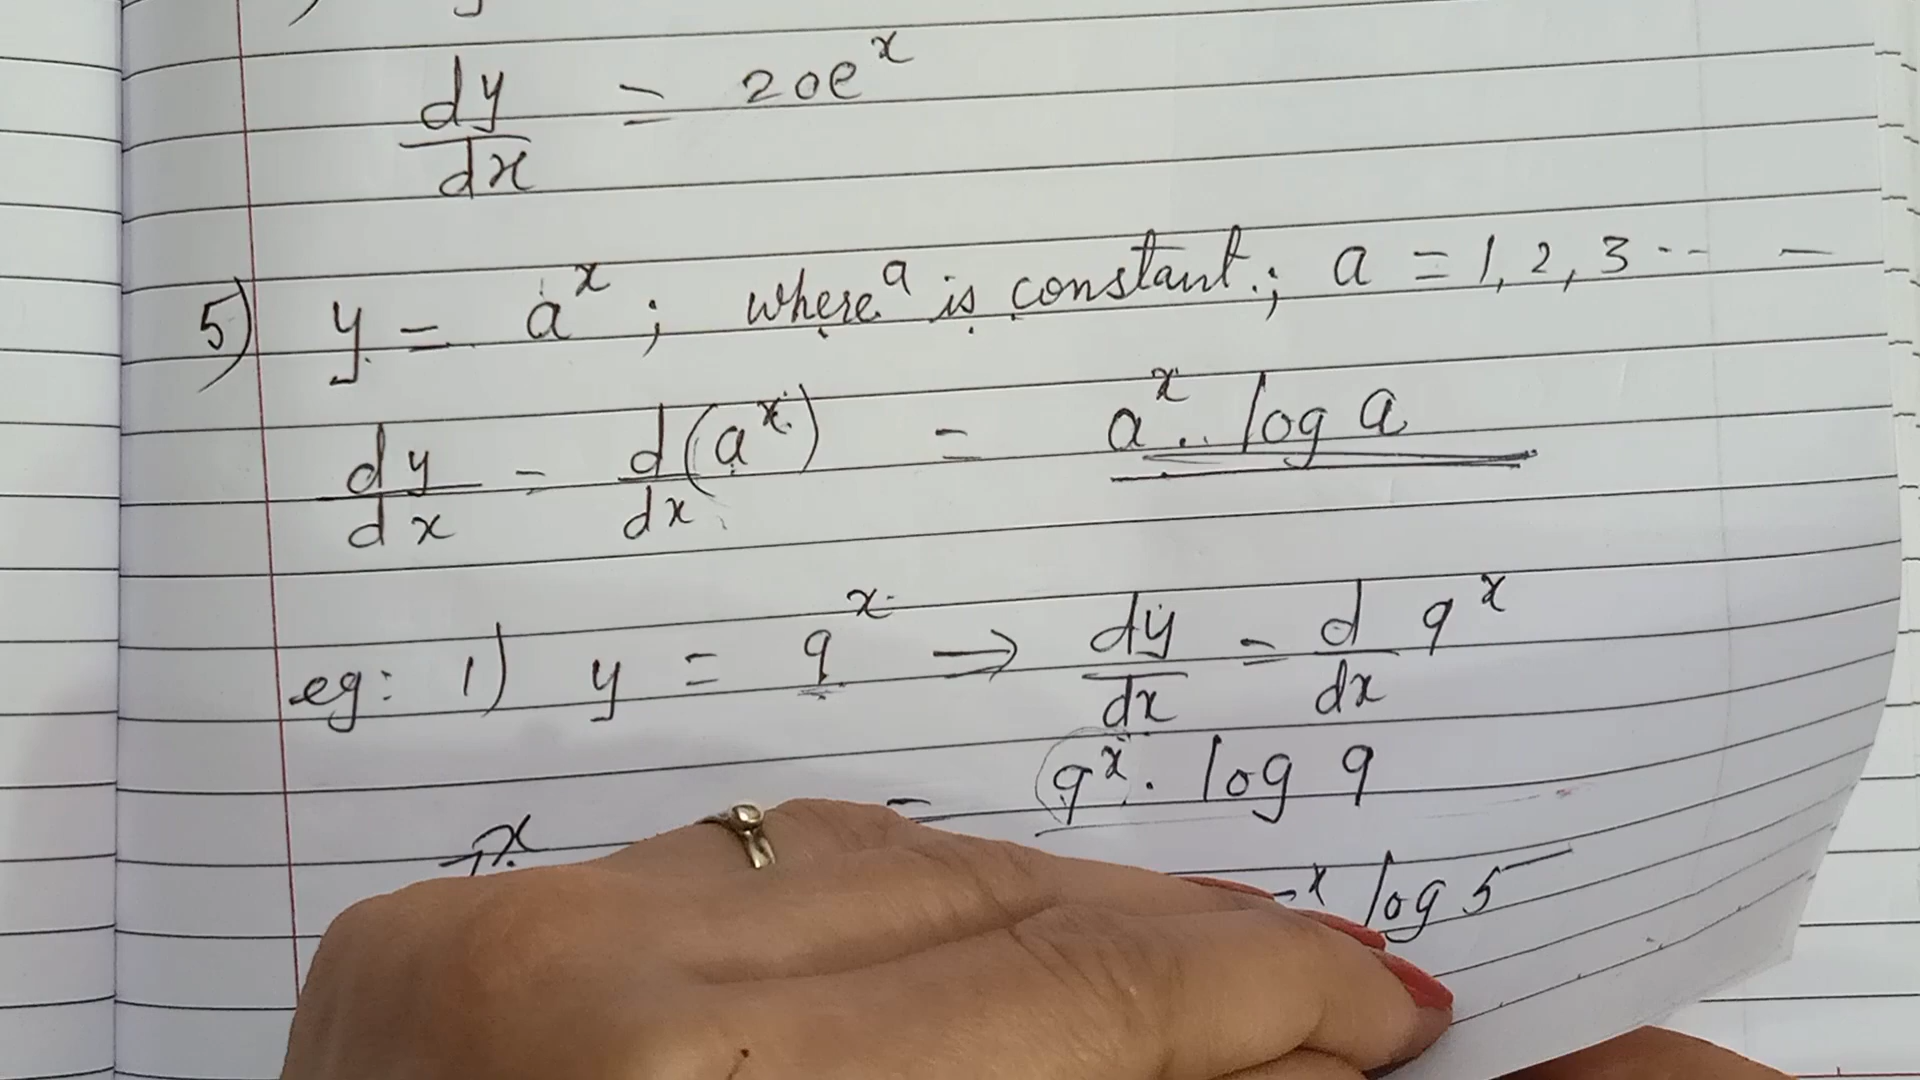 dy/dx = 20e^x
5) y = a^x ; where a is constant. ; a = 1, 2, 3 .. —
dy/dx = d/dx (a^x) = a^x . log a
eg: 1) y = 9^x → dy/dx = d/dx 9^x
= 9^x . log 9
x log 5